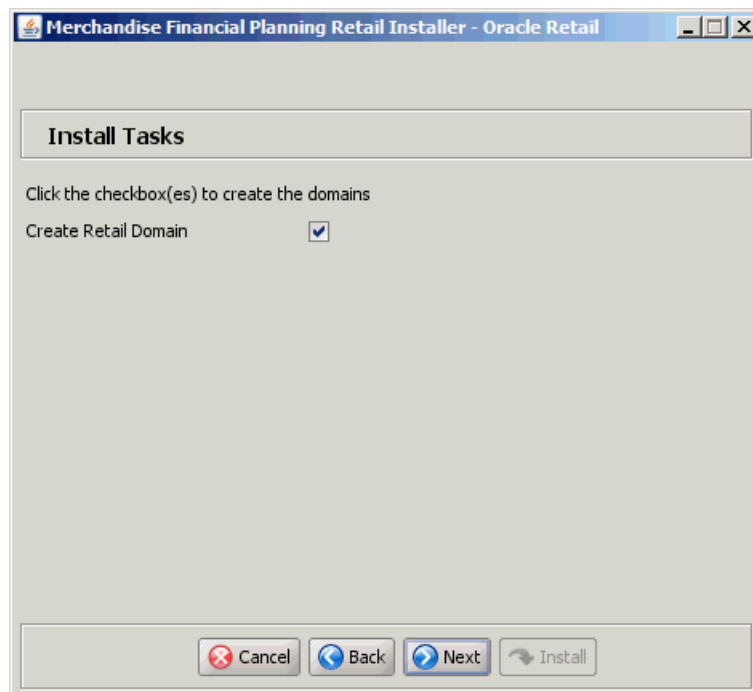 Merchandise Financial Planning Retail Installer - Oracle Retail
Install Tasks
Click the checkbox(es) to create the domains
Create Retail Domain
Cancel Back Next Install